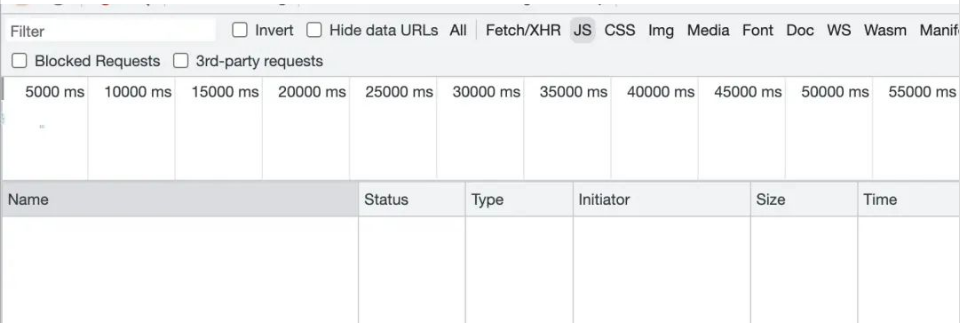 Filter Invert Hide data URLs All Fetch/XHR JS CSS Img Media Font Doc WS Wasm Manif
Blocked Requests 3rd-party requests
5000 ms 10000 ms 15000 ms 20000 ms 25000 ms 30000 ms 35000 ms 40000 ms 45000 ms 50000 ms 55000 ms
Name Status Type Initiator Size Time